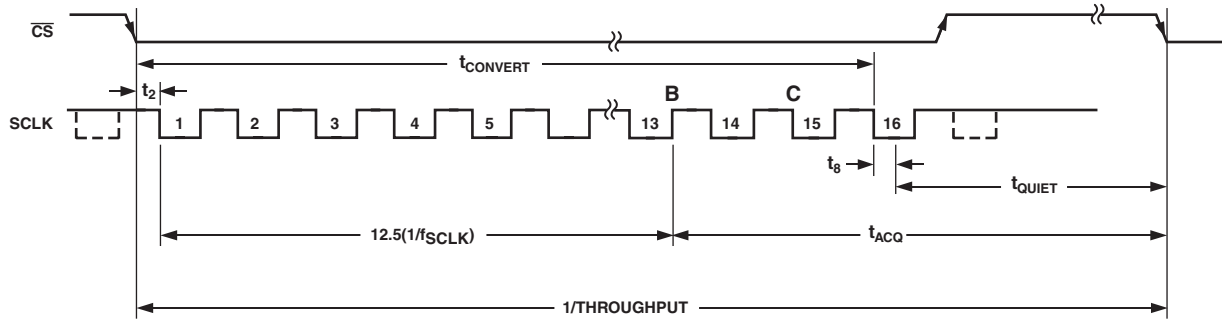 CS
tCONVERT
t2
B
C
SCLK
1
2
3
4
5
13
14
15
16
t8
tQUIET
12.5(1/fSCLK)
tACQ
1/THROUGHPUT